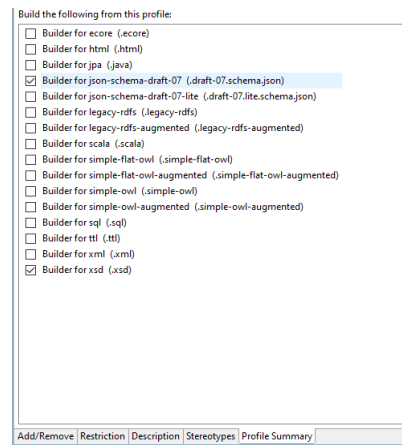 Build the following from this profile:
Builder for ecore (.ecore)
Builder for html (.html)
Builder for jpa (.java)
Builder for json-schema-draft-07 (.draft-07.schema.json)
Builder for json-schema-draft-07-lite (.draft-07.lite.schema.json)
Builder for legacy-rdfs (.legacy-rdfs)
Builder for legacy-rdfs-augmented (.legacy-rdfs-augmented)
Builder for scala (.scala)
Builder for simple-flat-owl (.simple-flat-owl)
Builder for simple-flat-owl-augmented (.simple-flat-owl-augmented)
Builder for simple-owl (.simple-owl)
Builder for simple-owl-augmented (.simple-owl-augmented)
Builder for sql (.sql)
Builder for ttl (.ttl)
Builder for xml (.xml)
Builder for xsd (.xsd)
Add/Remove Restriction Description Stereotypes Profile Summary